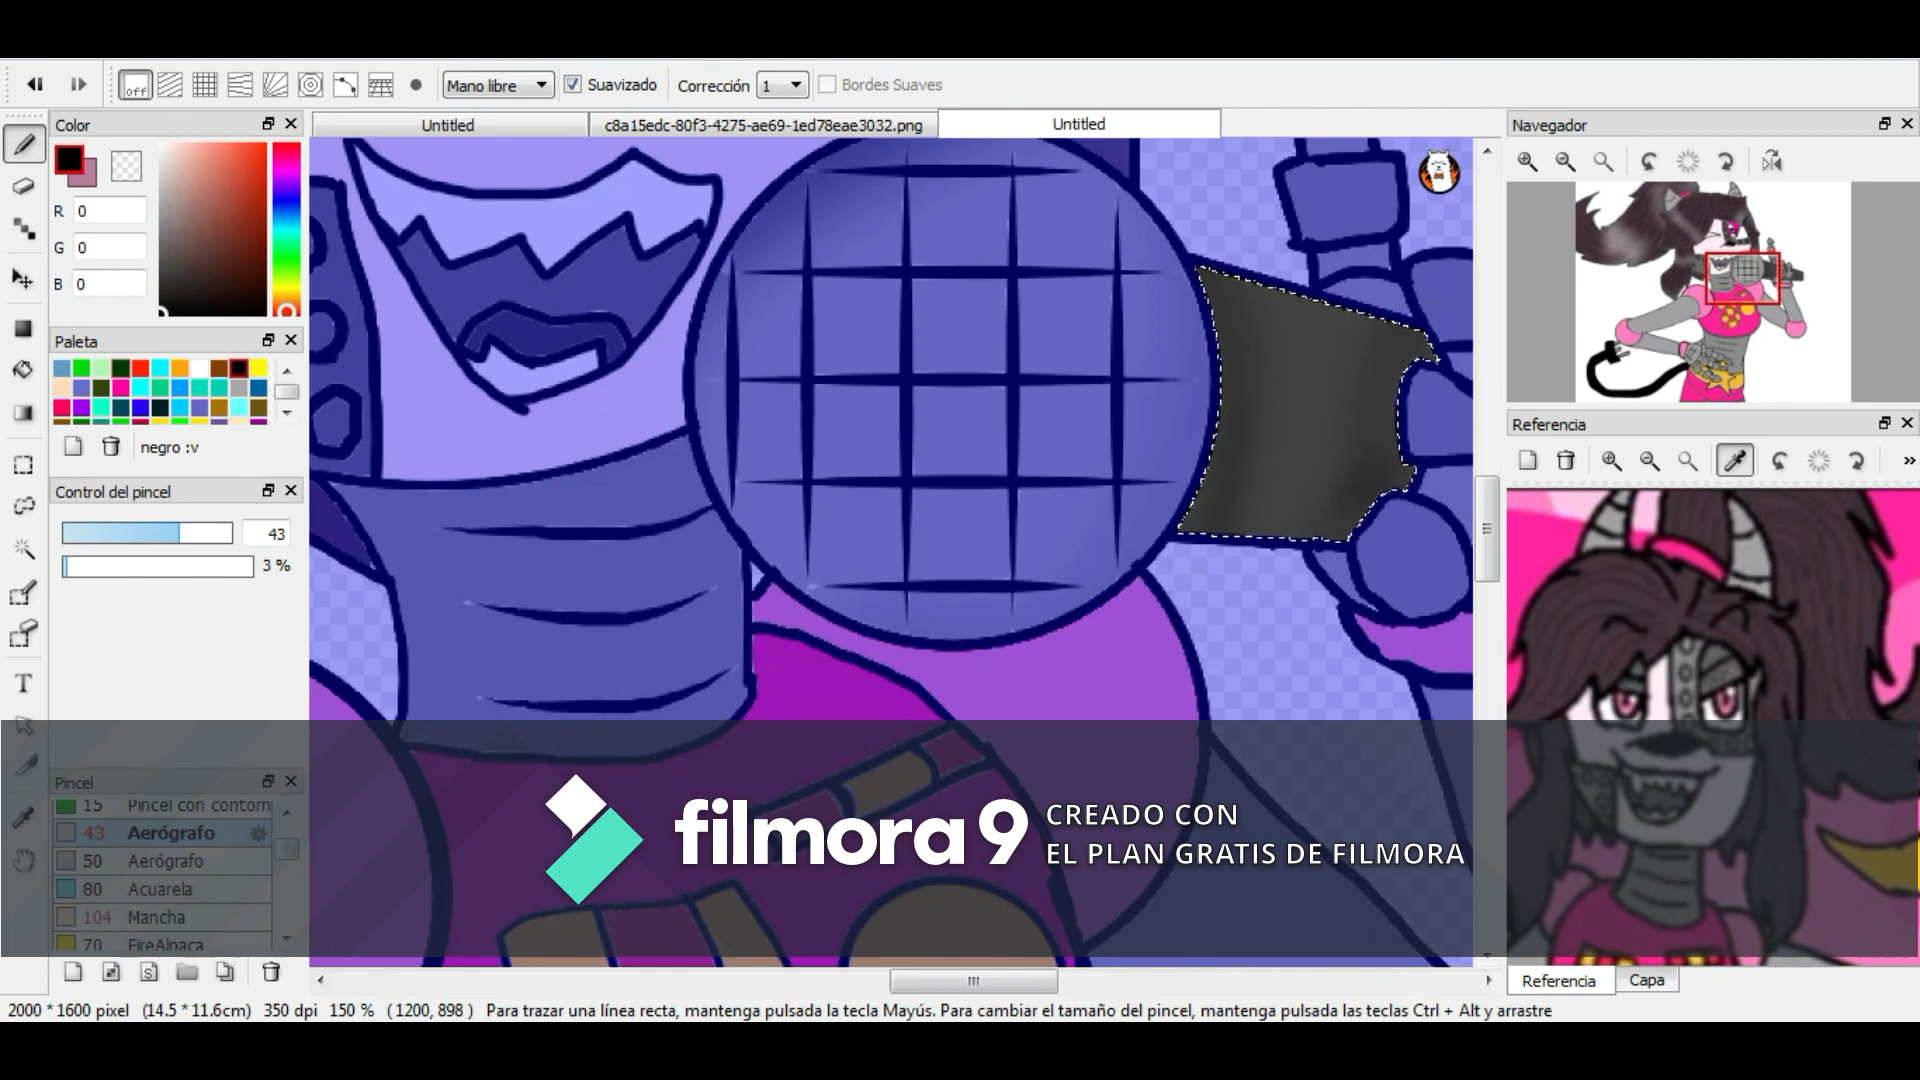 off
Mano libre
Suavizado
Corrección
1
Bordes Suaves
Color
Untitled
c8a15edc-80f3-4275-ae69-1ed78eae3032.png
Untitled
Navegador
R
0
G
0
B
0
Paleta
negro :v
Control del pincel
43
3 %
Referencia
Pincel
15 Pincel con contorn
43 Aerógrafo
50 Aerógrafo
80 Acuarela
104 Mancha
70 FireAlpaca
filmora 9
CREADO CON
EL PLAN GRATIS DE FILMORA
Referencia
Capa
2000 * 1600 pixel (14.5 * 11.6cm) 350 dpi 150 % (1200, 898 ) Para trazar una línea recta, mantenga pulsada la tecla Mayús. Para cambiar el tamaño del pincel, mantenga pulsada las teclas Ctrl + Alt y arrastre